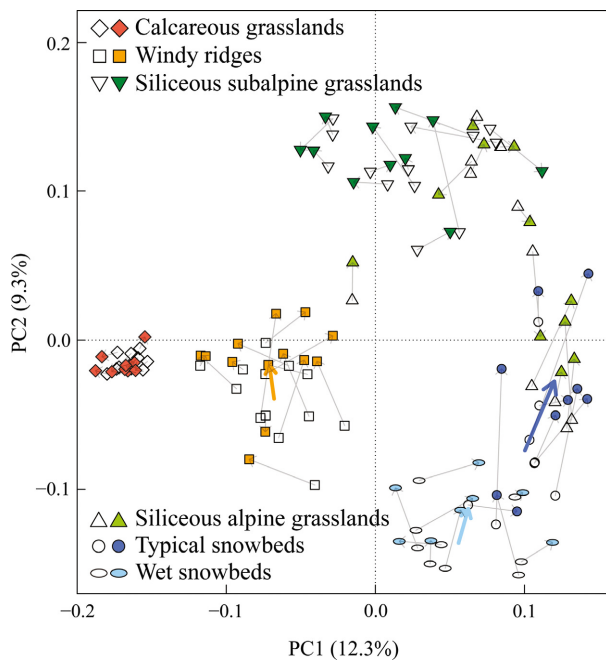 Calcareous grasslands
Windy ridges
Siliceous subalpine grasslands
0.2
0.1
0.0
−0.1
PC2 (9.3%)
Siliceous alpine grasslands
Typical snowbeds
Wet snowbeds
−0.2
−0.1
0.0
0.1
PC1 (12.3%)